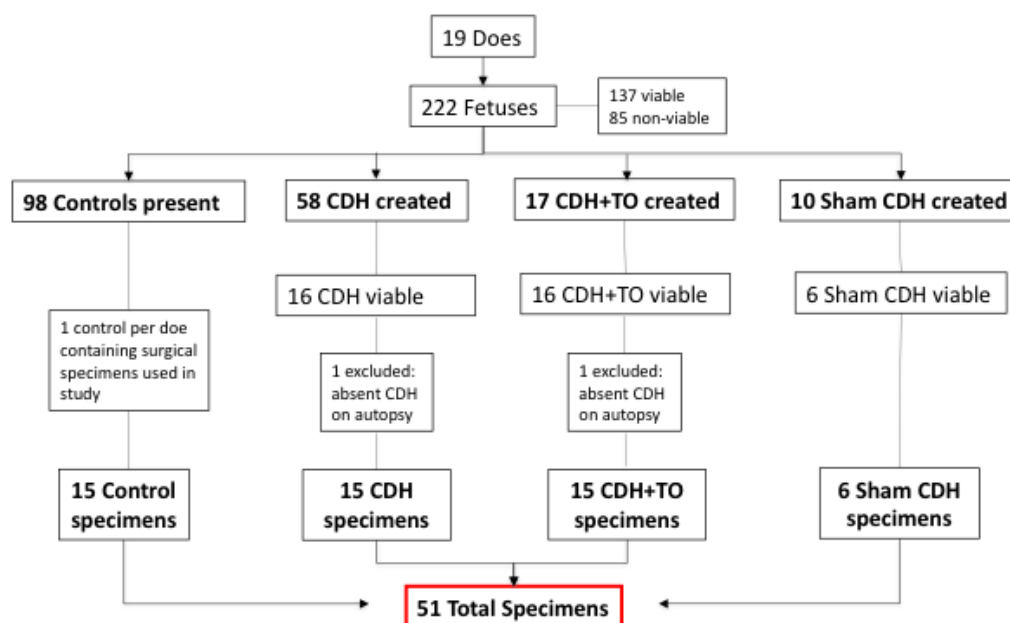 19 Does
222 Fetuses
137 viable
85 non-viable
98 Controls present
58 CDH created
17 CDH+TO created
10 Sham CDH created
16 CDH viable
16 CDH+TO viable
6 Sham CDH viable
1 control per doe
containing surgical
specimens used in
study
1 excluded:
absent CDH
on autopsy
1 excluded:
absent CDH
on autopsy
15 Control
specimens
15 CDH
specimens
15 CDH+TO
specimens
6 Sham CDH
specimens
51 Total Specimens